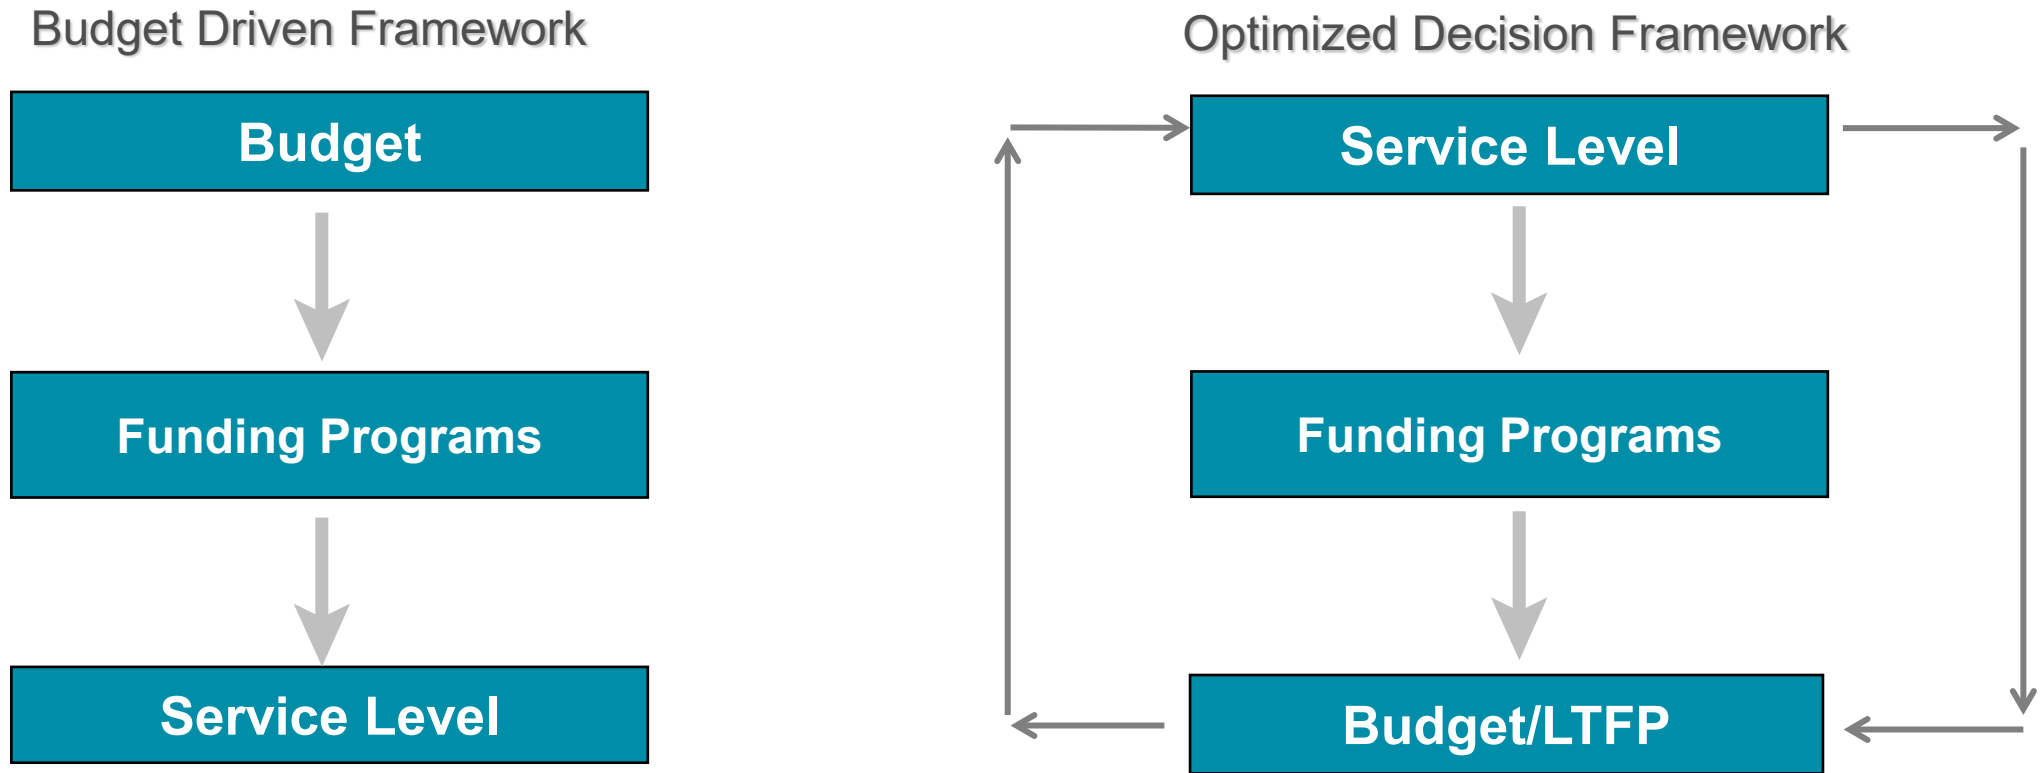 Budget Driven Framework
Budget
Funding Programs
Service Level
Optimized Decision Framework
Service Level
Funding Programs
Budget/LTFP